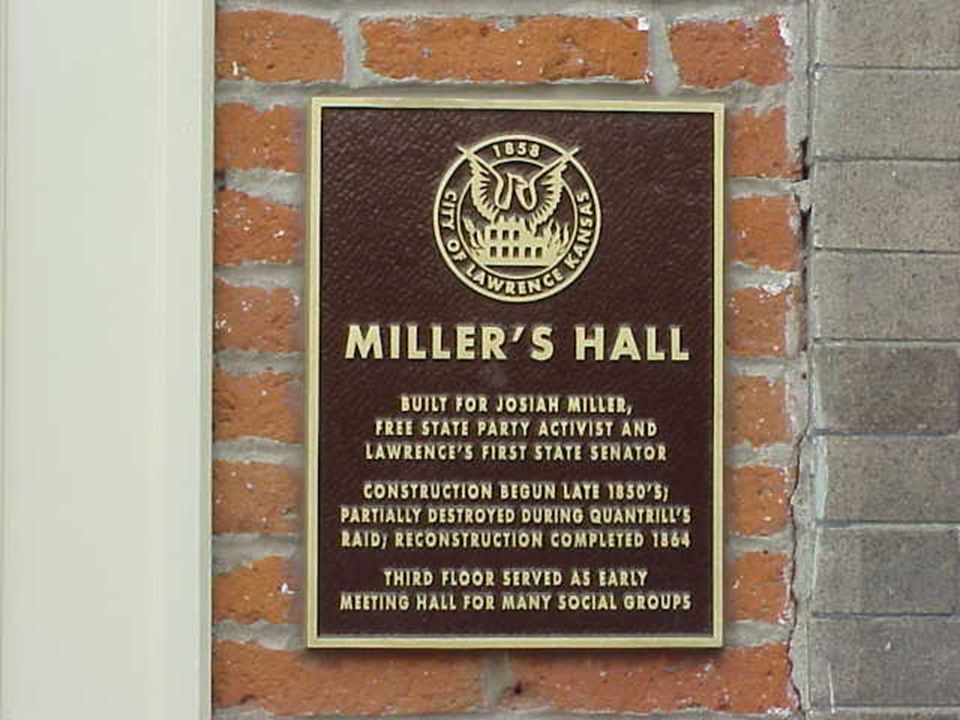 1858
CITY OF LAWRENCE KANSAS
MILLER'S HALL
BUILT FOR JOSIAH MILLER,
FREE STATE PARTY ACTIVIST AND
LAWRENCE'S FIRST STATE SENATOR
CONSTRUCTION BEGUN LATE 1850'S;
PARTIALLY DESTROYED DURING QUANTRILL'S
RAID; RECONSTRUCTION COMPLETED 1864
THIRD FLOOR SERVED AS EARLY
MEETING HALL FOR MANY SOCIAL GROUPS